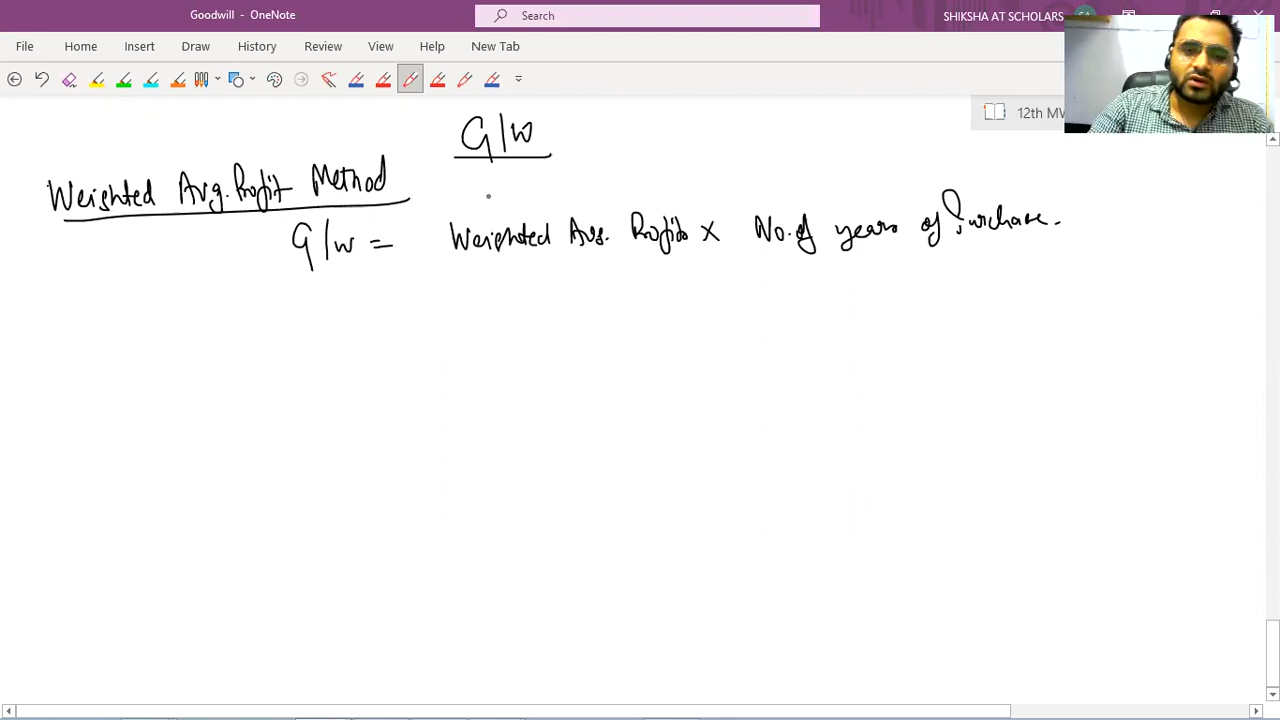 Goodwill - OneNote
Search
SHIKSHA AT SCHOLARS
SA
File Home Insert Draw History Review View Help New Tab
12th
G/w
Weighted Avg. Profit Method
G/w = Weighted Avg. Profits X No. of years of Purchase.